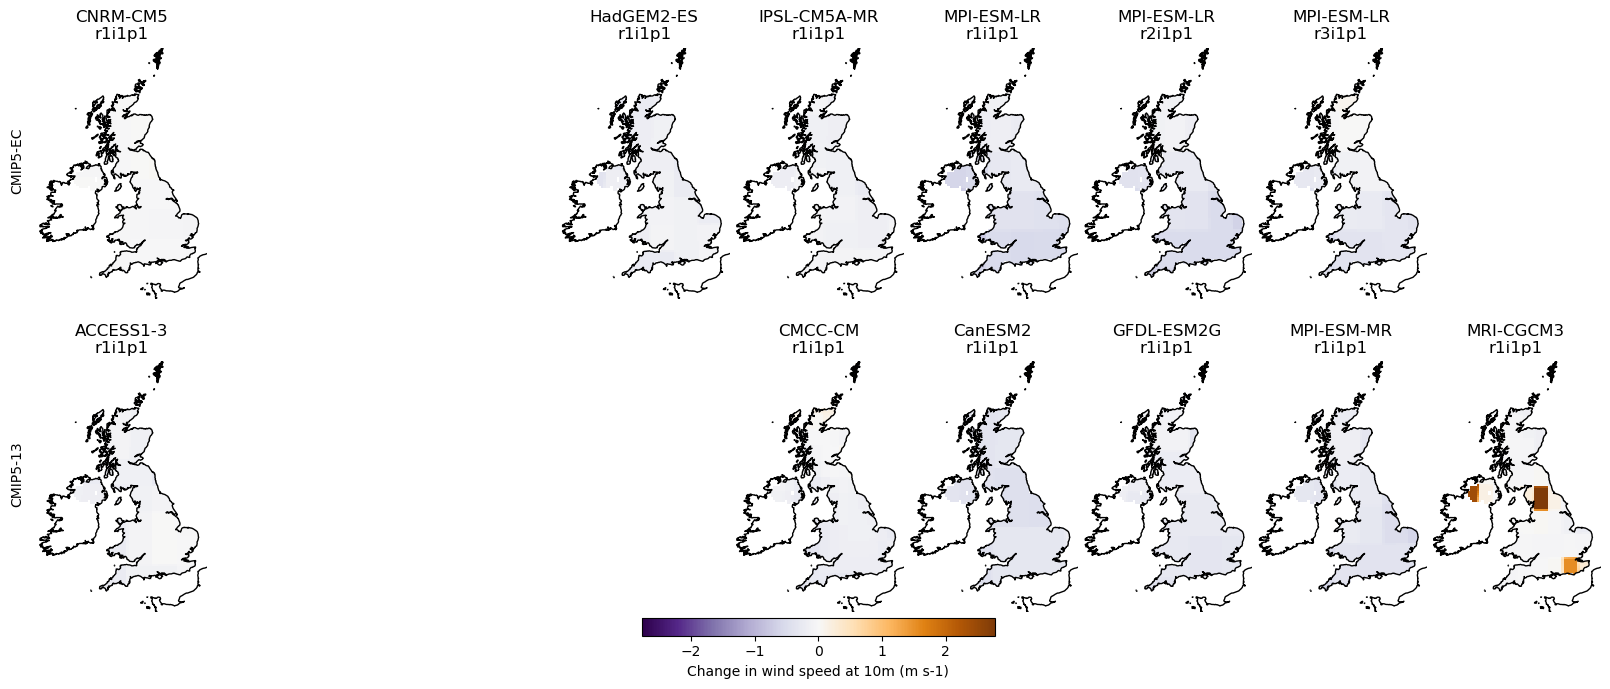 CNRM-CM5
r1i1p1
HadGEM2-ES
r1i1p1
IPSL-CM5A-MR
r1i1p1
MPI-ESM-LR
r1i1p1
MPI-ESM-LR
r2i1p1
MPI-ESM-LR
r3i1p1
CMIP5-EC
ACCESS1-3
r1i1p1
CMCC-CM
r1i1p1
CanESM2
r1i1p1
GFDL-ESM2G
r1i1p1
MPI-ESM-MR
r1i1p1
MRI-CGCM3
r1i1p1
CMIP5-13
−2 −1 0 1 2
Change in wind speed at 10m (m s-1)